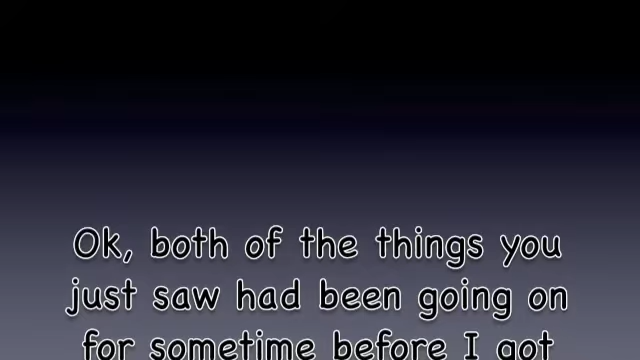 Ok, both of the things you
just saw had been going on
for sometime before I got